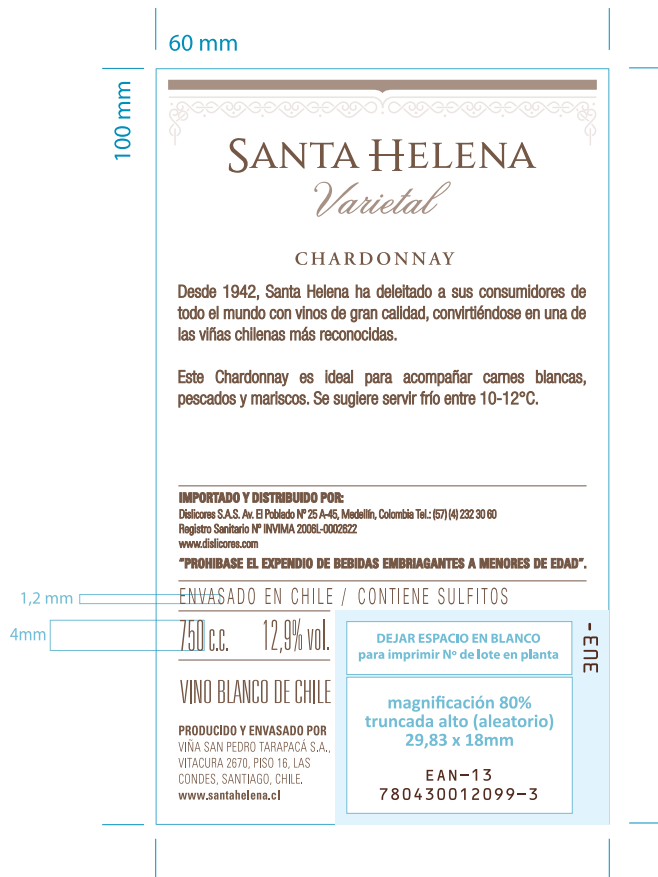 60 mm
100 mm
SANTA HELENA
Varietal
CHARDONNAY
Desde 1942, Santa Helena ha deleitado a sus consumidores de
todo el mundo con vinos de gran calidad, convirtiéndose en una de
las viñas chilenas más reconocidas.
Este Chardonnay es ideal para acompañar carnes blancas,
pescados y mariscos. Se sugiere servir frío entre 10-12°C.
IMPORTADO Y DISTRIBUIDO POR:
Dislicores S.A.S. Av. El Poblado Nº 25 A-45, Medellín, Colombia Tel.: (57) (4) 232 30 60
Registro Sanitario Nº INVIMA 2006L-0002622
www.dislicores.com
"PROHIBASE EL EXPENDIO DE BEBIDAS EMBRIAGANTES A MENORES DE EDAD".
1,2 mm
ENVASADO EN CHILE / CONTIENE SULFITOS
4mm
750 c.c. 12,9% vol.
VINO BLANCO DE CHILE
PRODUCIDO Y ENVASADO POR
VIÑA SAN PEDRO TARAPACÁ S.A.,
VITACURA 2670, PISO 16, LAS
CONDES, SANTIAGO, CHILE.
www.santahelena.cl
DEJAR ESPACIO EN BLANCO
para imprimir Nº de lote en planta
-ENE
magnificación 80%
truncada alto (aleatorio)
29,83 x 18mm
EAN-13
780430012099-3